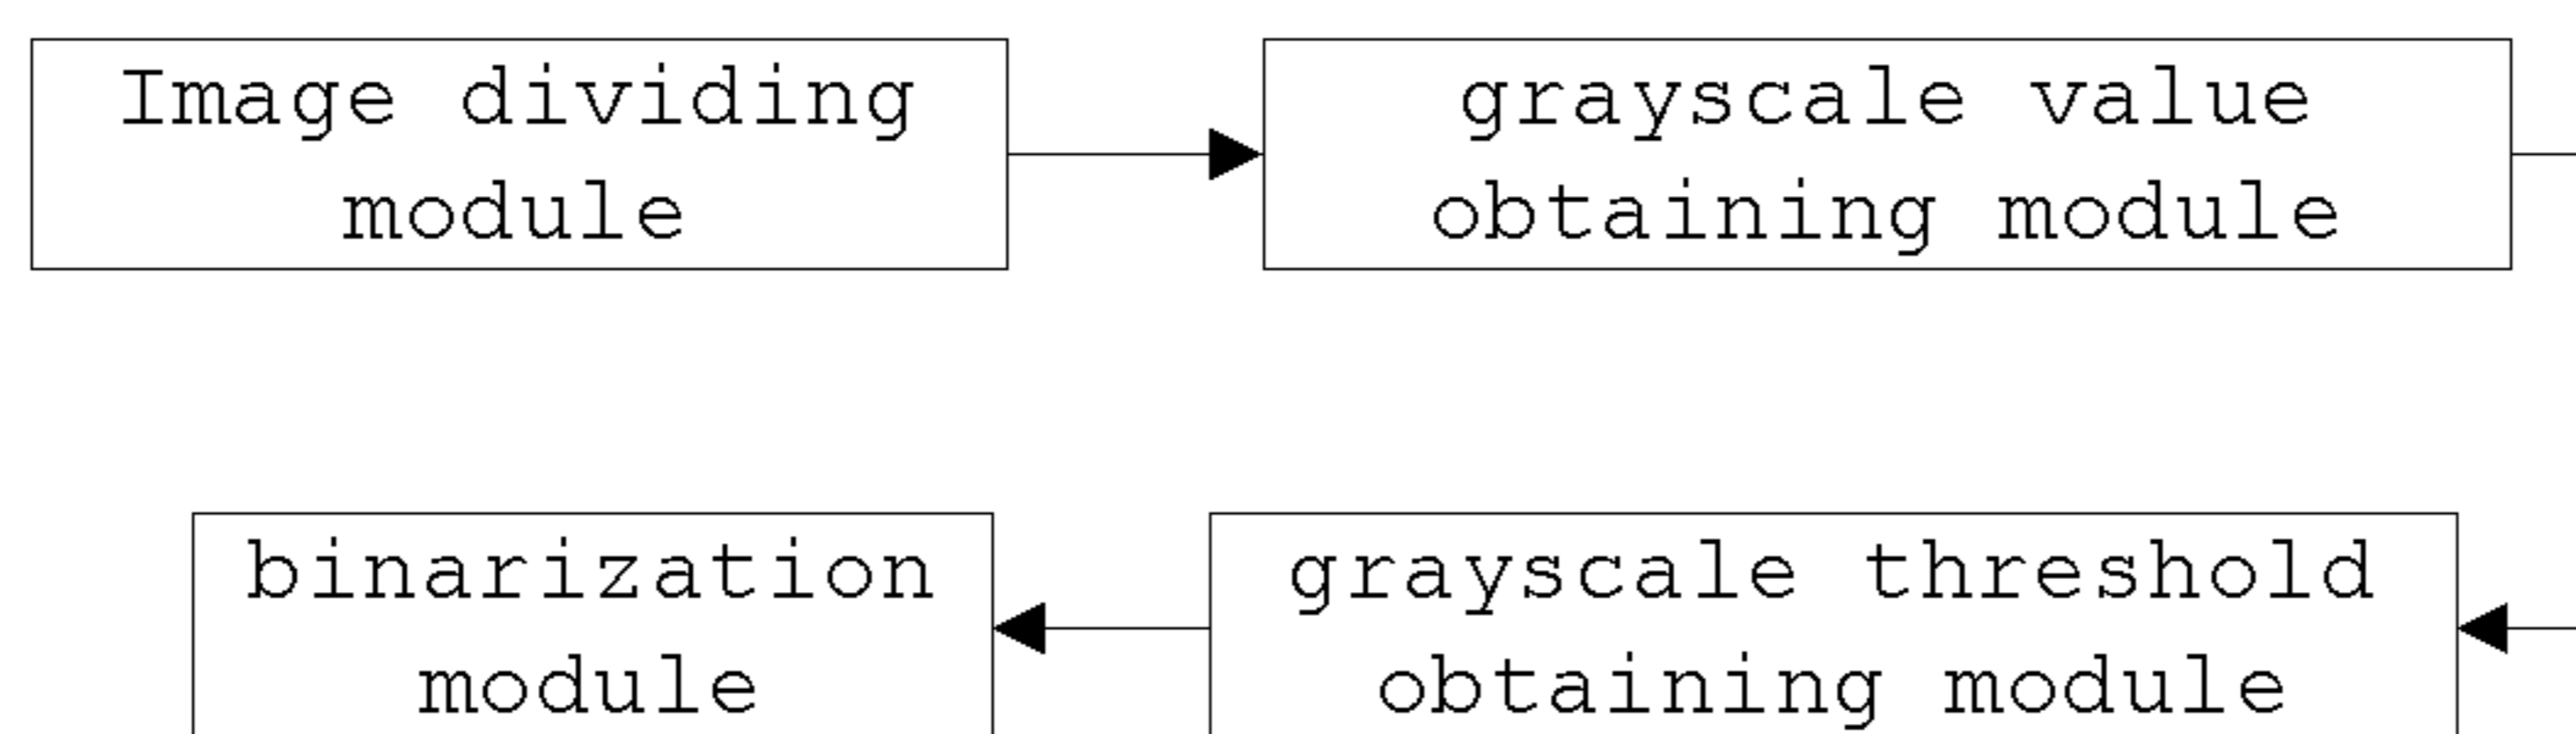 Image dividing
module
grayscale value
obtaining module
binarization
module
grayscale threshold
obtaining module